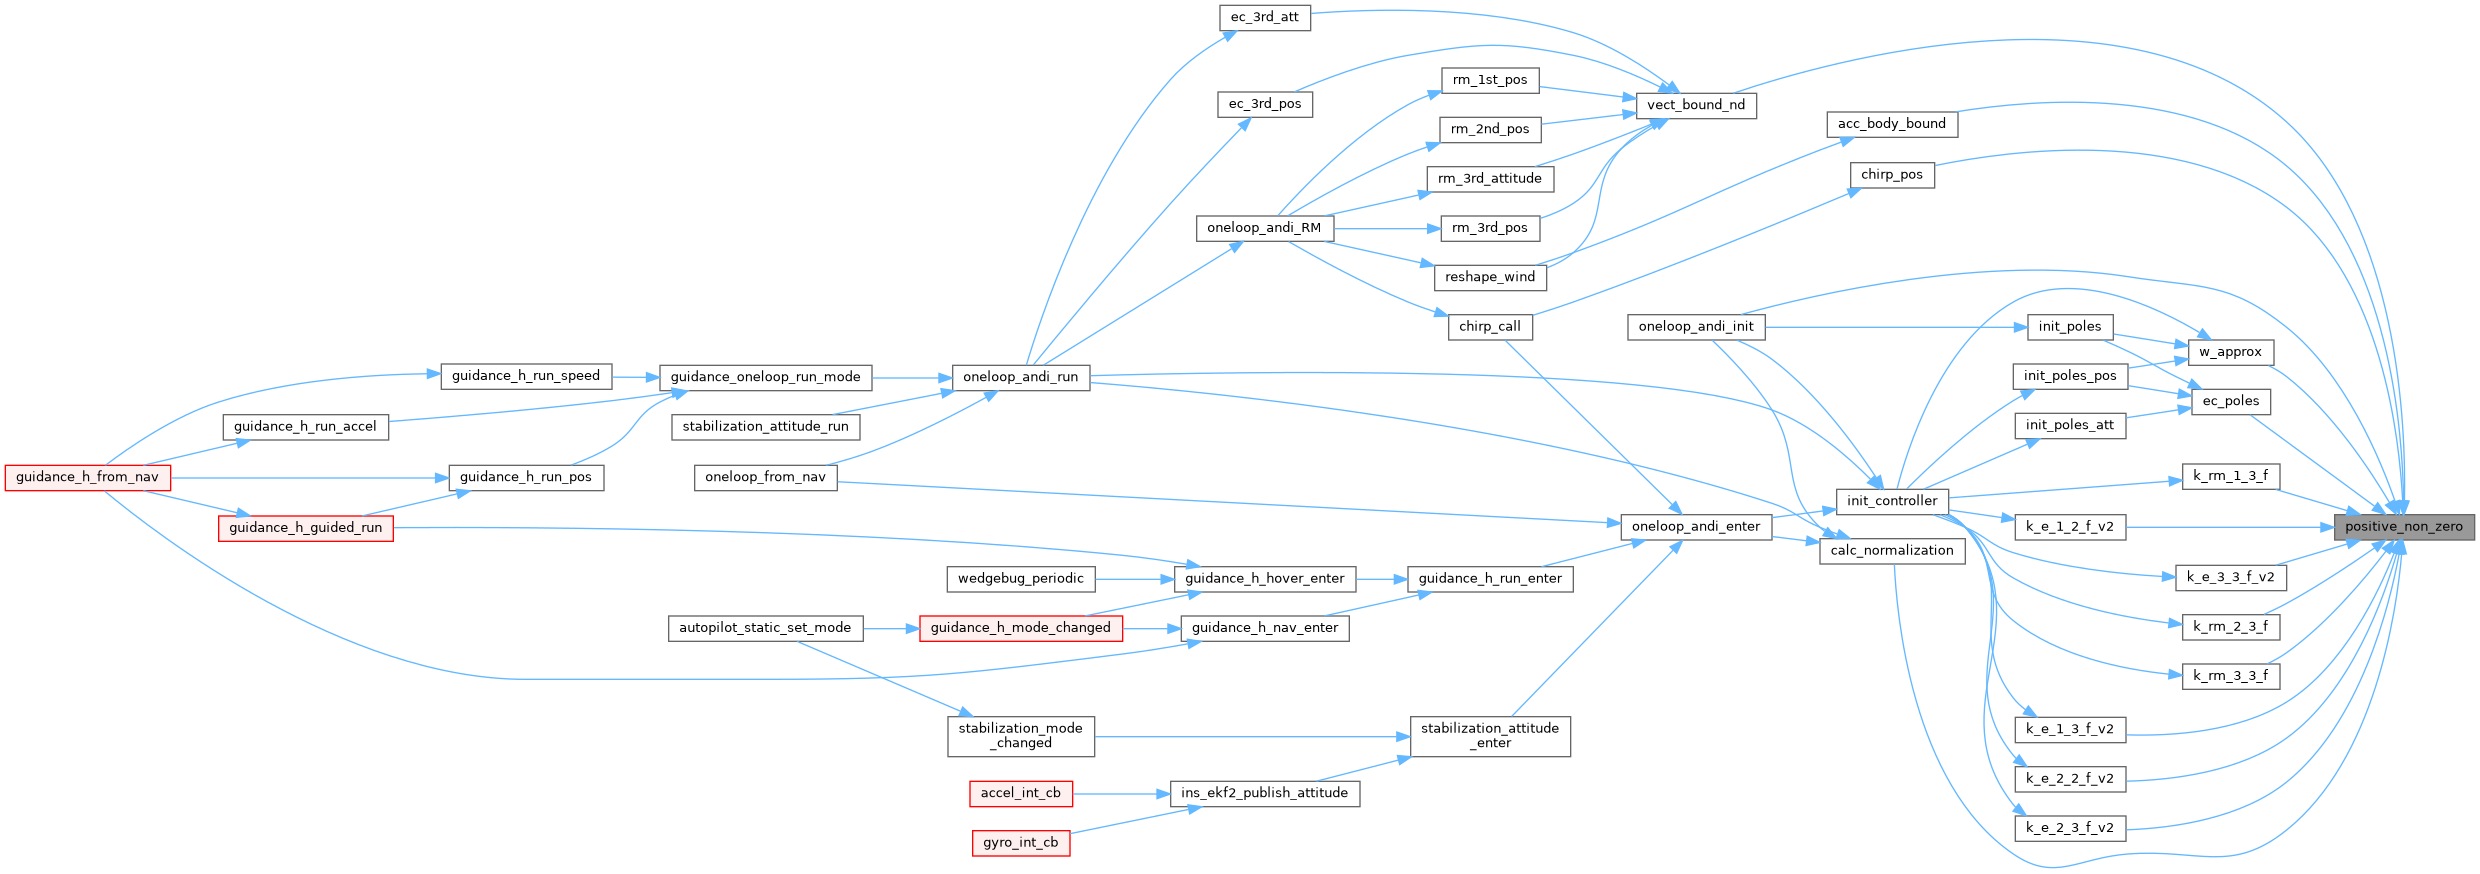 ec_3rd_att
rm_1st_pos
ec_3rd_pos
vect_bound_nd
acc_body_bound
rm_2nd_pos
chirp_pos
rm_3rd_attitude
oneloop_andi_RM
rm_3rd_pos
reshape_wind
chirp_call
oneloop_andi_init
init_poles
w_approx
guidance_h_run_speed
guidance_oneloop_run_mode
oneloop_andi_run
init_poles_pos
ec_poles
guidance_h_run_accel
stabilization_attitude_run
init_poles_att
guidance_h_from_nav
guidance_h_run_pos
oneloop_from_nav
k_rm_1_3_f
init_controller
guidance_h_guided_run
oneloop_andi_enter
k_e_1_2_f_v2
positive_non_zero
calc_normalization
wedgebug_periodic
guidance_h_hover_enter
guidance_h_run_enter
k_e_3_3_f_v2
autopilot_static_set_mode
guidance_h_mode_changed
guidance_h_nav_enter
k_rm_2_3_f
k_rm_3_3_f
stabilization_mode
_changed
stabilization_attitude
_enter
k_e_1_3_f_v2
k_e_2_2_f_v2
accel_int_cb
ins_ekf2_publish_attitude
k_e_2_3_f_v2
gyro_int_cb